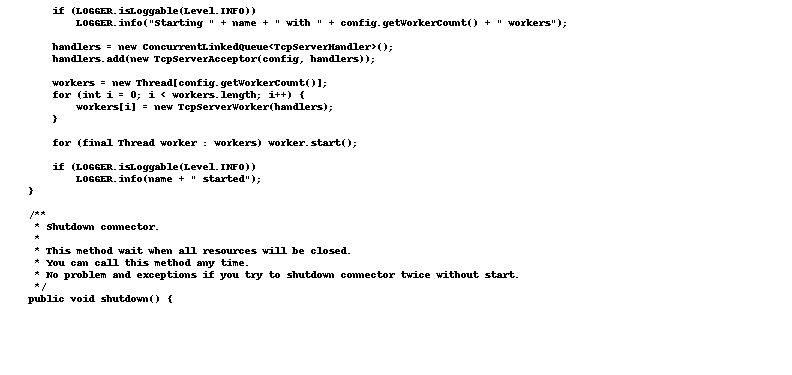 if (LOGGER.isLoggable(Level.INFO))
LOGGER.info("Starting " + name + " with " + config.getWorkerCount() + " workers");
handlers = new ConcurrentLinkedQueue<TcpServerHandler>();
handlers.add(new TcpServerAcceptor(config, handlers));
workers = new Thread[config.getWorkerCount()];
for (int i = 0; i < workers.length; i++) {
workers[i] = new TcpServerWorker(handlers);
}
for (final Thread worker : workers) worker.start();
if (LOGGER.isLoggable(Level.INFO))
LOGGER.info(name + " started");
}
/**
* Shutdown connector.
*
* This method wait when all resources will be closed.
* You can call this method any time.
* No problem and exceptions if you try to shutdown connector twice without start.
*/
public void shutdown() {